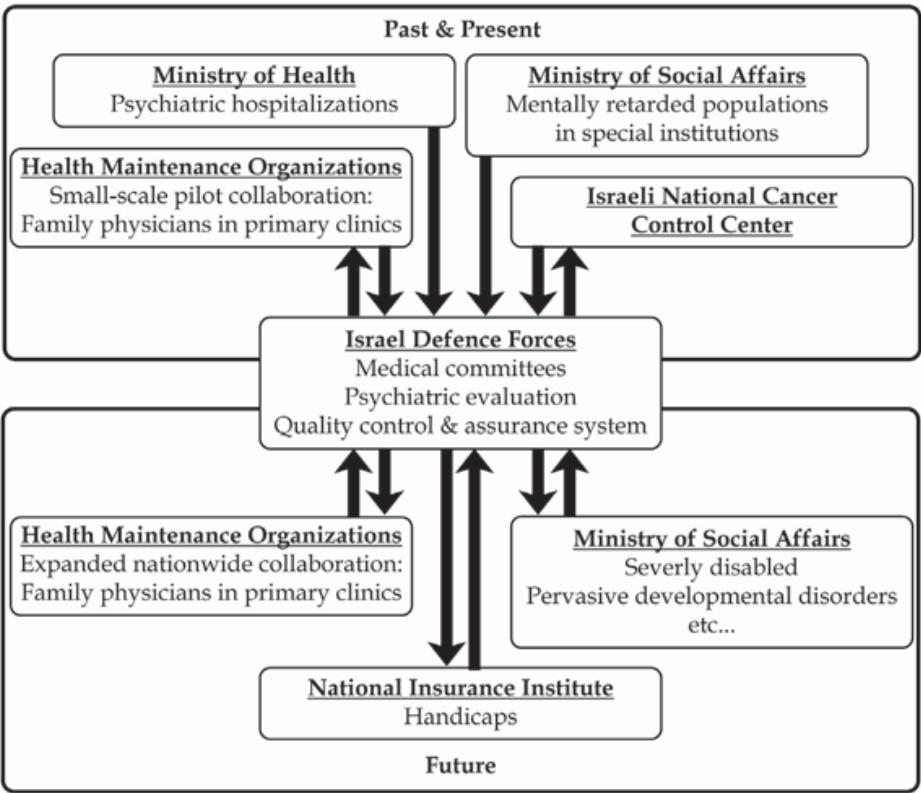 Past & Present
Ministry of Health
Psychiatric hospitalizations
Ministry of Social Affairs
Mentally retarded populations
in special institutions
Health Maintenance Organizations
Small-scale pilot collaboration:
Family physicians in primary clinics
Israeli National Cancer
Control Center
Israel Defence Forces
Medical committees
Psychiatric evaluation
Quality control & assurance system
Health Maintenance Organizations
Expanded nationwide collaboration:
Family physicians in primary clinics
Ministry of Social Affairs
Severly disabled
Pervasive developmental disorders
etc...
National Insurance Institute
Handicaps
Future